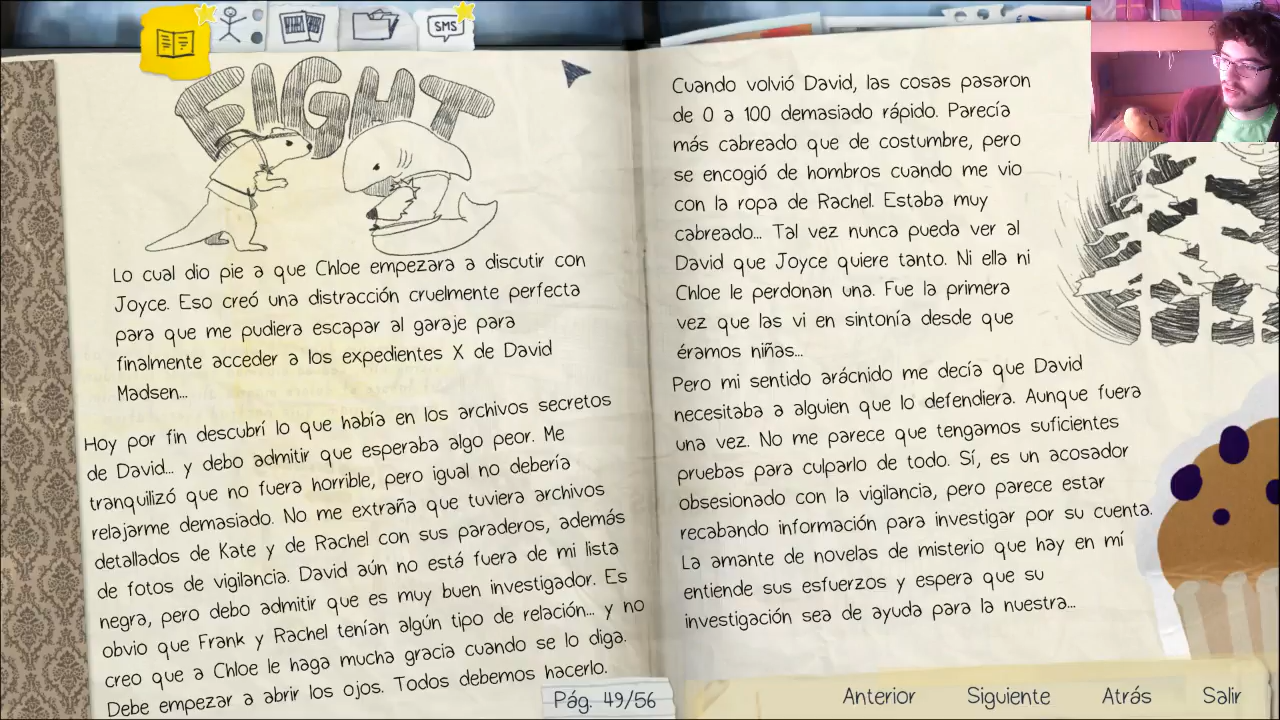 SMS
FIGHT
Lo cual dio pie a que Chloe empezara a discutir con
Joyce. Eso creó una distracción cruelmente perfecta
para que me pudiera escapar al garaje para
finalmente acceder a los expedientes X de David
Madsen...
Hoy por fin descubrí lo que había en los archivos secretos
de David... y debo admitir que esperaba algo peor. Me
tranquilizó que no fuera horrible, pero igual no debería
relajarme demasiado. No me extraña que tuviera archivos
detallados de Kate y de Rachel con sus paraderos, además
de fotos de vigilancia. David aún no está fuera de mi lista
negra, pero debo admitir que es muy buen investigador. Es
obvio que Frank y Rachel tenían algún tipo de relación... y no
creo que a Chloe le haga mucha gracia cuando se lo diga.
Debe empezar a abrir los ojos. Todos debemos hacerlo.
Pág. 49/56
Cuando volvió David, las cosas pasaron
de 0 a 100 demasiado rápido. Parecía
más cabreado que de costumbre, pero
se encogió de hombros cuando me vio
con la ropa de Rachel. Estaba muy
cabreado... Tal vez nunca pueda ver al
David que Joyce quiere tanto. Ni ella ni
Chloe le perdonan una. Fue la primera
vez que las vi en sintonía desde que
éramos niñas...
Pero mi sentido arácnido me decía que David
necesitaba a alguien que lo defendiera. Aunque fuera
una vez. No me parece que tengamos suficientes
pruebas para culparlo de todo. Sí, es un acosador
obsesionado con la vigilancia, pero parece estar
recabando información para investigar por su cuenta.
La amante de novelas de misterio que hay en mí
entiende sus esfuerzos y espera que su
investigación sea de ayuda para la nuestra...
Anterior Siguiente Atrás Salir